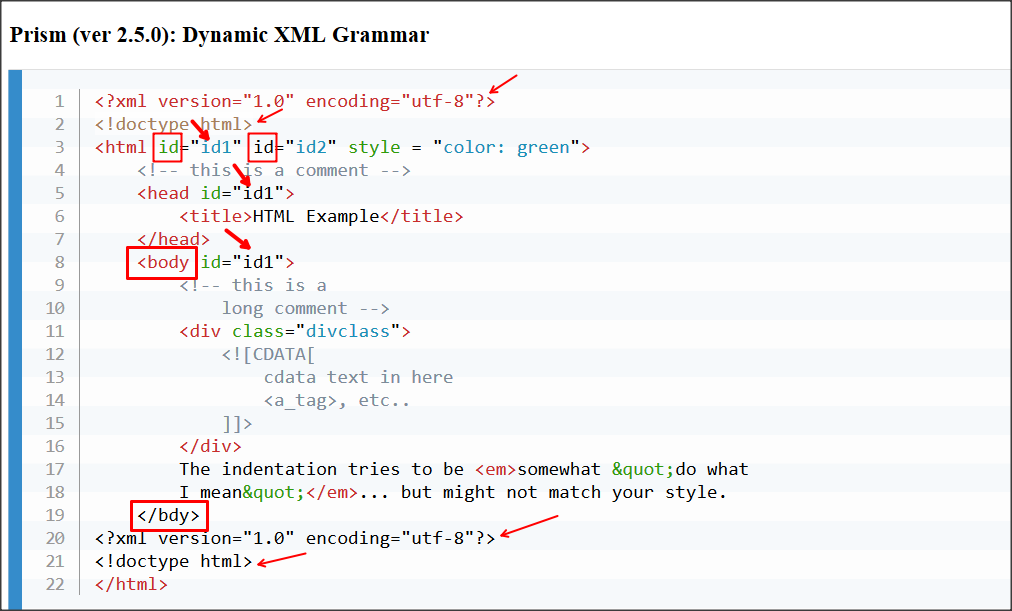 Prism (ver 2.5.0): Dynamic XML Grammar
1 <?xml version="1.0" encoding="utf-8"?>
2 <!doctype html>
3 <html id="id1" id="id2" style = "color: green">
4 <!-- this is a comment -->
5 <head id="id1">
6 <title>HTML Example</title>
7 </head>
8 <body id="id1">
9 <!-- this is a
10 long comment -->
11 <div class="divclass">
12 <![CDATA[
13 cdata text in here
14 <a_tag>, etc..
15 ]]>
16 </div>
17 The indentation tries to be <em>somewhat &quot;do what
18 I mean&quot;</em>... but might not match your style.
19 </bdy>
20 <?xml version="1.0" encoding="utf-8"?>
21 <!doctype html>
22 </html>